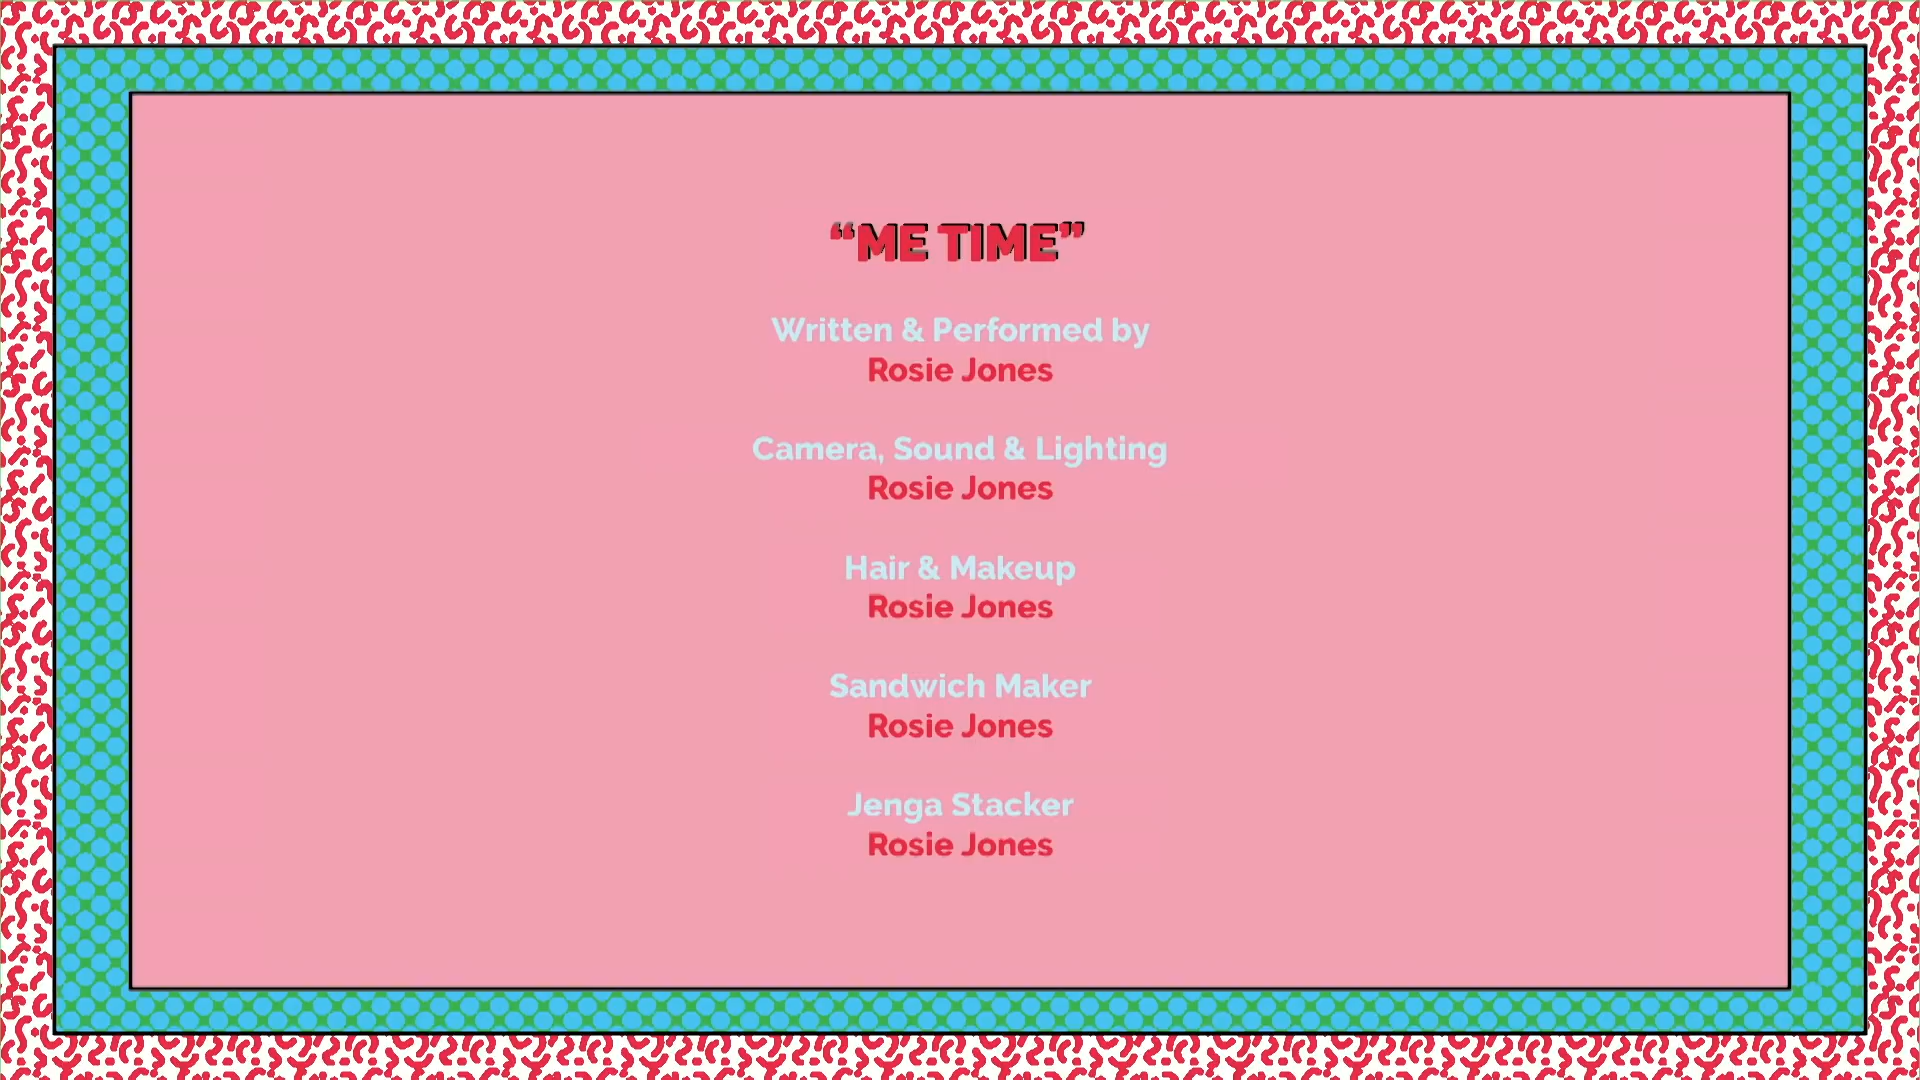 “ME TIME”
Written & Performed by
Rosie Jones
Camera, Sound & Lighting
Rosie Jones
Hair & Makeup
Rosie Jones
Sandwich Maker
Rosie Jones
Jenga Stacker
Rosie Jones